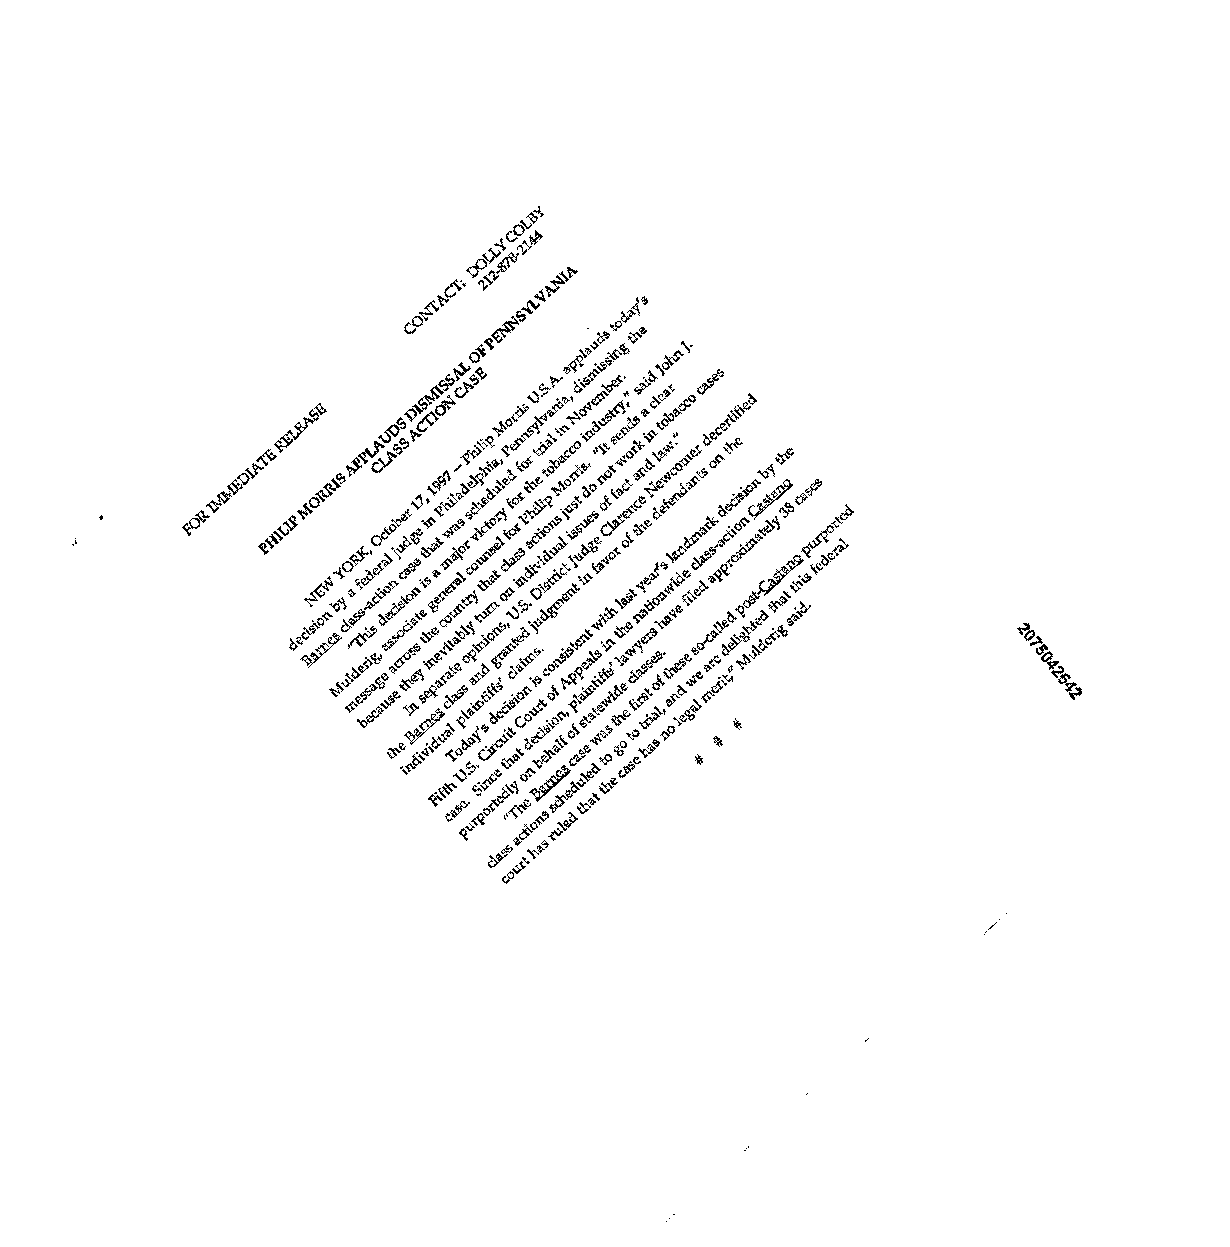 FOR IMMEDIATE RELEASE
CONTACT: DOLLY COLBY
212-878-2144
PHILIP MORRIS APPLAUDS DISMISSAL OF PENNSYLVANIA
CLASS ACTION CASE
NEW YORK, October 17, 1997 -- Philip Morris U.S.A. applauds today's
decision by a federal judge in Philadelphia, Pennsylvania, dismissing the
Barnes class-action case that was scheduled for trial in November.
"This decision is a major victory for the tobacco industry," said John J.
Mulderig, associate general counsel for Philip Morris. "It sends a clear
message across the country that class actions just do not work in tobacco cases
because they inevitably turn on individual issues of fact and law."
In separate opinions, U.S. District Judge Clarence Newcomer decertified
the Barnes class and granted judgment in favor of the defendants on the
individual plaintiffs' claims.
Today's decision is consistent with last year's landmark decision by the
Fifth U.S. Circuit Court of Appeals in the nationwide class-action Castano
case. Since that decision, plaintiffs' lawyers have filed approximately 38 cases
purportedly on behalf of statewide classes.
"The Barnes case was the first of these so-called post-Castano purported
class actions scheduled to go to trial, and we are delighted that this federal
court has ruled that the case has no legal merit," Mulderig said.
# # #
2075042542